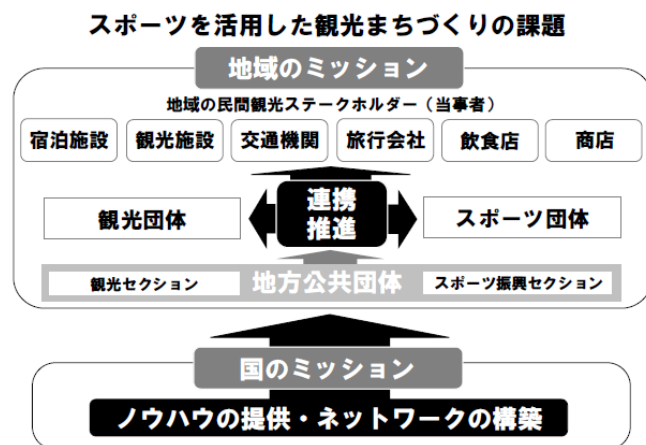 スポーツを活用した観光まちづくりの課題
地域のミッション
地域の民間観光ステークホルダー（当事者）
宿泊施設
観光施設
交通機関
旅行会社
飲食店
商店
観光団体
連携
推進
スポーツ団体
観光セクション
地方公共団体
スポーツ振興セクション
国のミッション
ノウハウの提供・ネットワークの構築